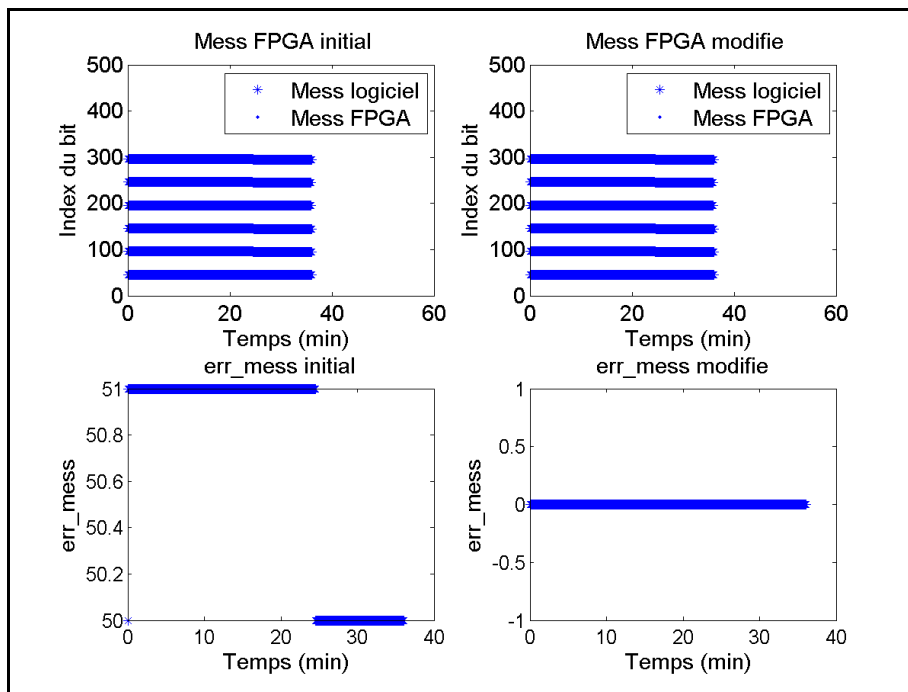 Mess FPGA initial
500
400
300
200
100
0
Index du bit
Mess logiciel
Mess FPGA
0
20
40
60
Temps (min)
Mess FPGA modifie
500
400
300
200
100
0
Index du bit
Mess logiciel
Mess FPGA
0
20
40
60
Temps (min)
err_mess initial
51
50.8
50.6
50.4
50.2
50
err_mess
0
10
20
30
40
Temps (min)
err_mess modifie
1
0.5
0
-0.5
-1
err_mess
0
10
20
30
40
Temps (min)